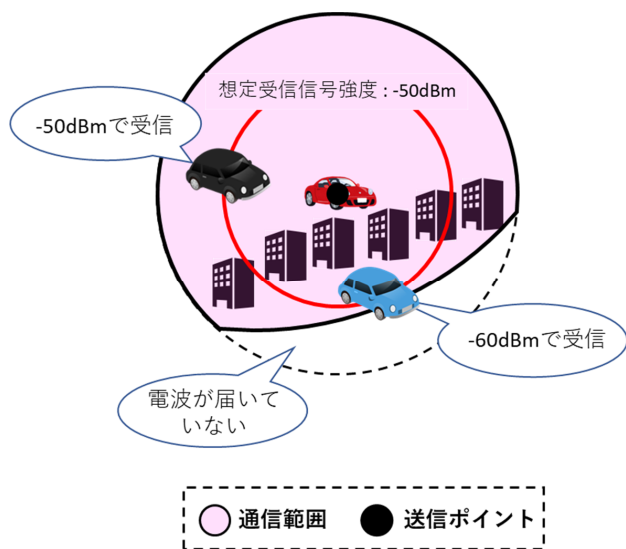 想定受信信号強度 : -50dBm
-50dBmで受信
-60dBmで受信
電波が届いて
いない
通信範囲
送信ポイント